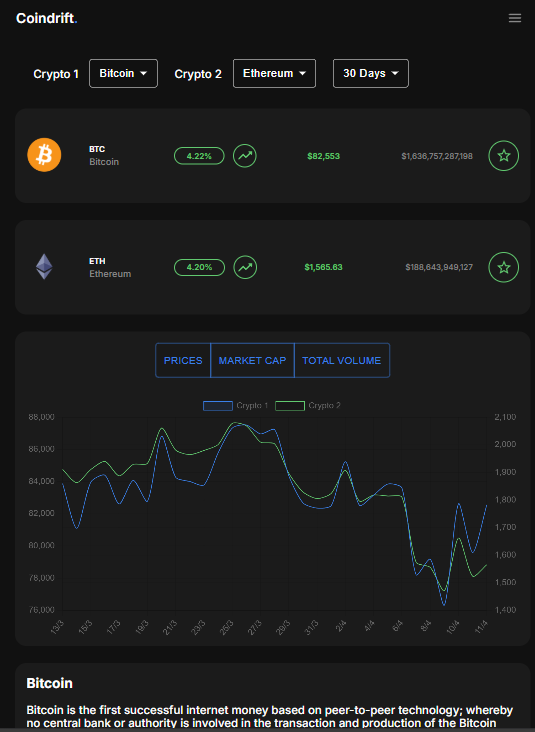 Coindrift.
Crypto 1 Bitcoin Crypto 2 Ethereum 30 Days
BTC
Bitcoin
4.22%
$82,553
$1,636,757,287,198
ETH
Ethereum
4.20%
$1,565.63
$188,643,949,127
PRICES MARKET CAP TOTAL VOLUME
Crypto 1 Crypto 2
88,000
86,000
84,000
82,000
80,000
78,000
76,000
2,100
2,000
1,900
1,800
1,700
1,600
1,500
1,400
13/3 15/3 17/3 19/3 21/3 23/3 25/3 27/3 29/3 31/3 2/4 4/4 6/4 8/4 10/4 11/4
Bitcoin
Bitcoin is the first successful internet money based on peer-to-peer technology; whereby
no central bank or authority is involved in the transaction and production of the Bitcoin